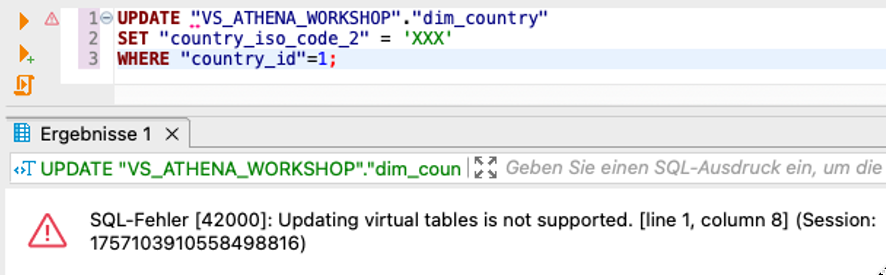 1 UPDATE "VS_ATHENA_WORKSHOP"."dim_country"
2 SET "country_iso_code_2" = 'XXX'
3 WHERE "country_id"=1;
Ergebnisse 1
UPDATE "VS_ATHENA_WORKSHOP"."dim_coun Geben Sie einen SQL-Ausdruck ein, um die
SQL-Fehler [42000]: Updating virtual tables is not supported. [line 1, column 8] (Session:
1757103910558498816)